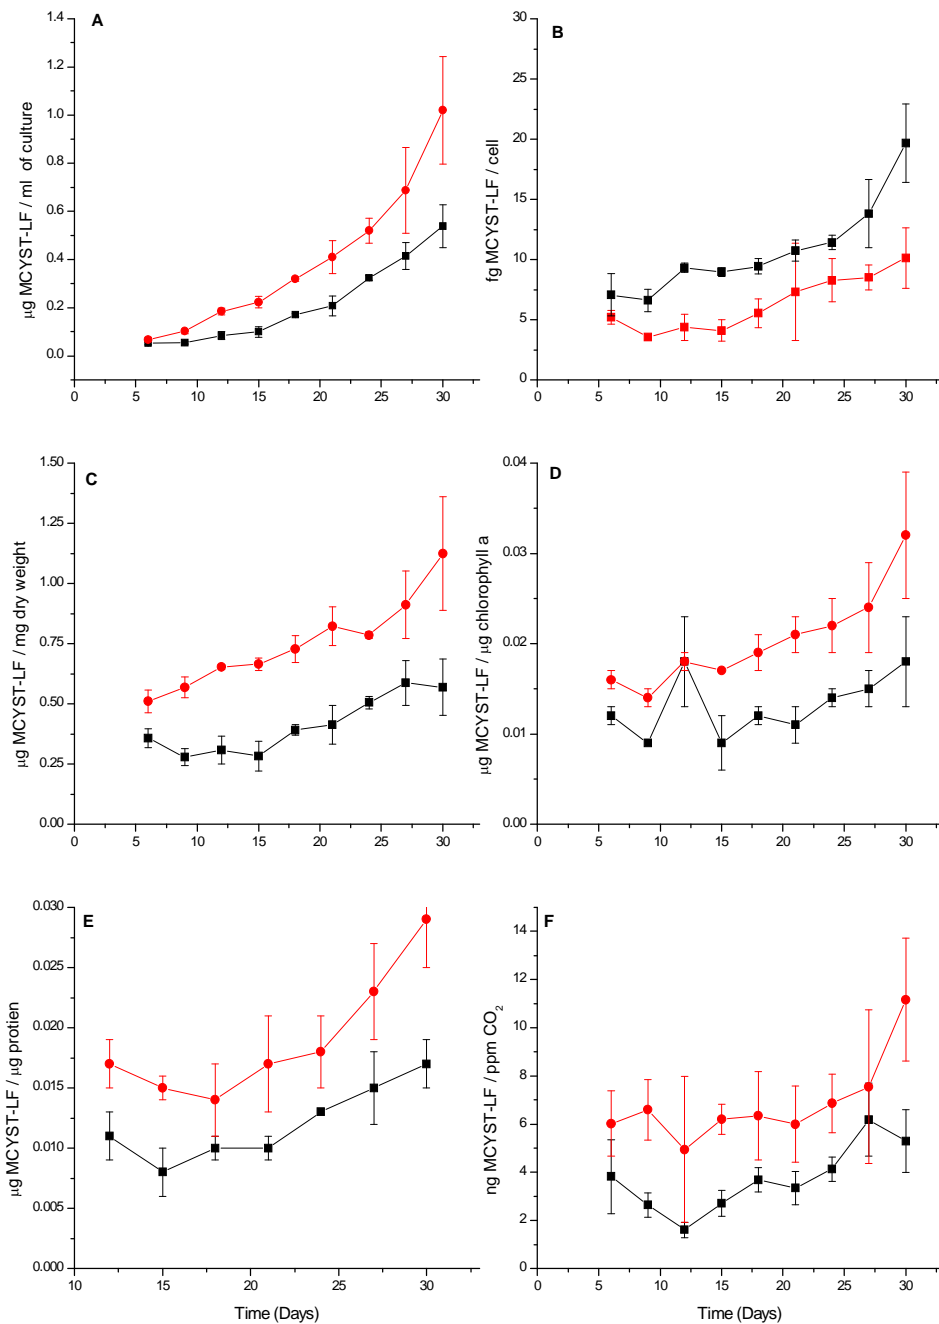 A
μg MCYST-LF / ml of culture
1.4
1.2
1.0
0.8
0.6
0.4
0.2
0.0
0 5 10 15 20 25 30
B
fg MCYST-LF / cell
30
25
20
15
10
5
0
0 5 10 15 20 25 30
C
μg MCYST-LF / mg dry weight
1.50
1.25
1.00
0.75
0.50
0.25
0.00
0 5 10 15 20 25 30
D
μg MCYST-LF / μg chlorophyll a
0.04
0.03
0.02
0.01
0.00
0 5 10 15 20 25 30
E
μg MCYST-LF / μg protien
0.030
0.025
0.020
0.015
0.010
0.005
0.000
10 15 20 25 30
Time (Days)
F
ng MCYST-LF / ppm CO₂
14
12
10
8
6
4
2
0
0 5 10 15 20 25 30
Time (Days)